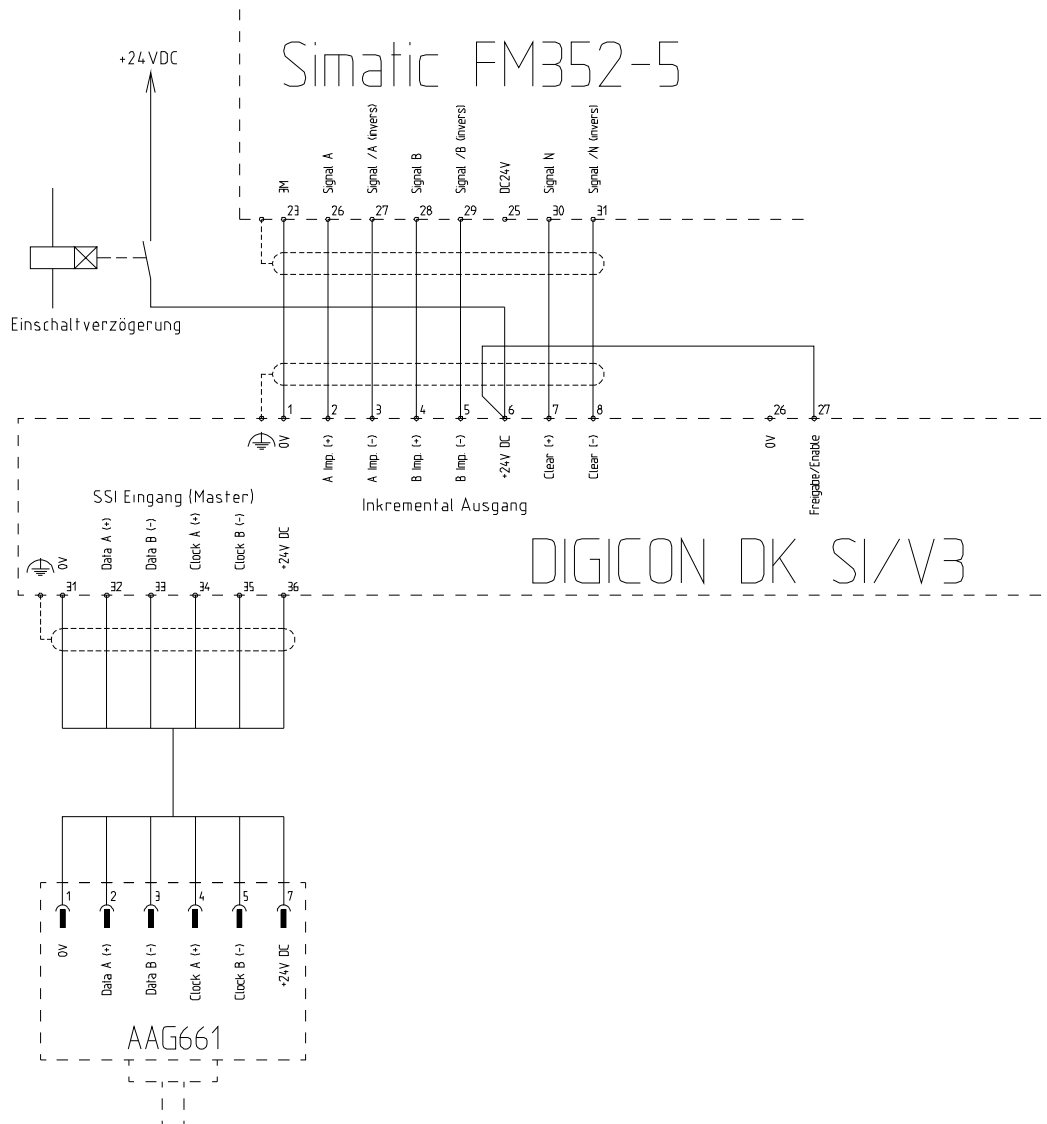 Simatic FM352-5
+24VDC
3M
Signal A
Signal /A (invers)
Signal B
Signal /B (invers)
DC24V
Signal N
Signal /N (invers)
23 26 27 28 29 25 30 31
Einschaltverzögerung
1 2 3 4 5 6 7 8 26 27
0V
A Imp. (+)
A Imp. (-)
B Imp. (+)
B Imp. (-)
+24V DC
Clear (+)
Clear (-)
0V
Freigabe/Enable
SSI Eingang (Master)
Inkremental Ausgang
DIGICON DK SI/V3
0V
Data A (+)
Data B (-)
Clock A (+)
Clock B (-)
+24V DC
31 32 33 34 35 36
1 2 3 4 5 7
0V
Data A (+)
Data B (-)
Clock A (+)
Clock B (-)
+24V DC
AAG661